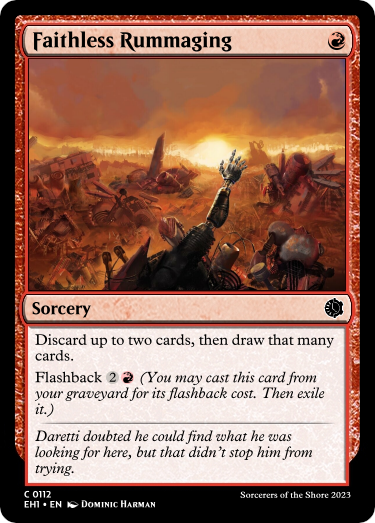 Faithless Rummaging
Sorcery
Discard up to two cards, then draw that many
cards.
Flashback 2 (You may cast this card from
your graveyard for its flashback cost. Then exile
it.)
Daretti doubted he could find what he was
looking for here, but that didn't stop him from
trying.
C 0112
EH1 • EN Dominic Harman
Sorcerers of the Shore 2023